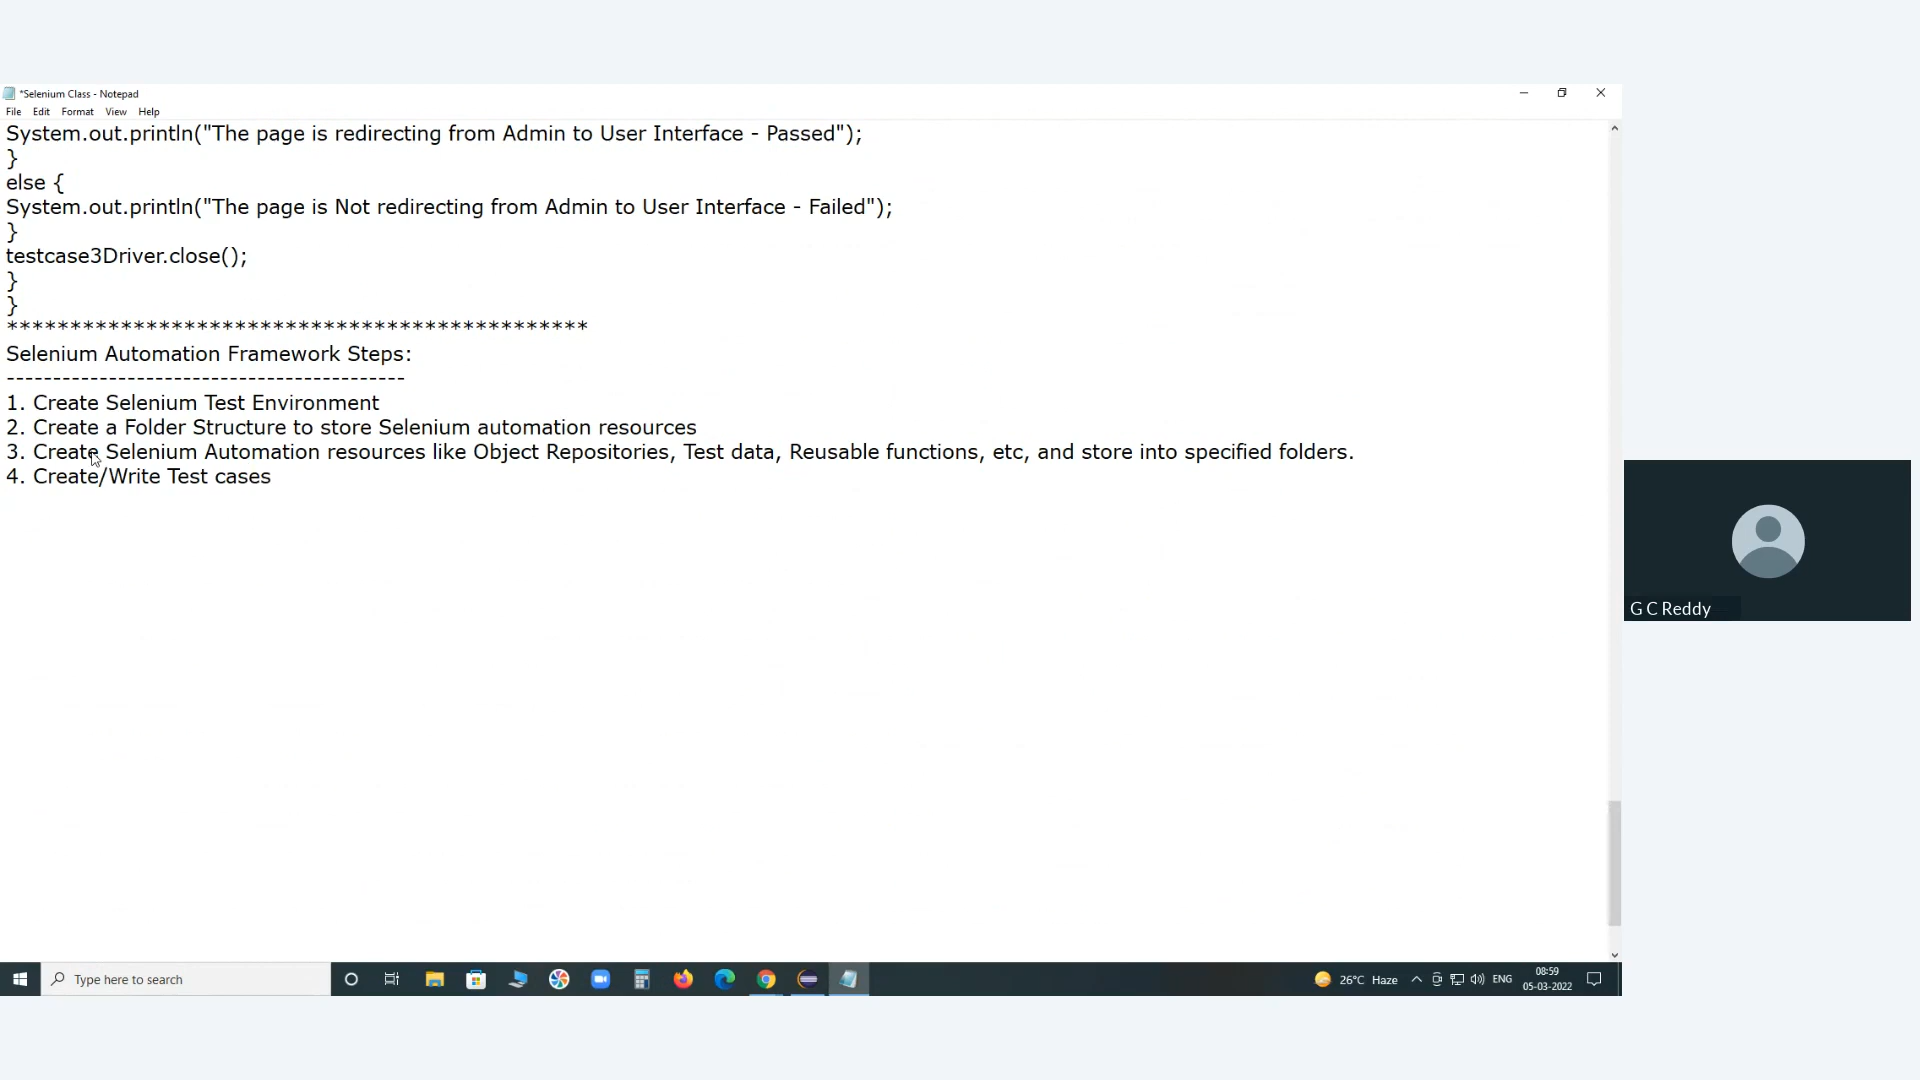 *Selenium Class - Notepad
File Edit Format View Help
System.out.println("The page is redirecting from Admin to User Interface - Passed");
}
else {
System.out.println("The page is Not redirecting from Admin to User Interface - Failed");
}
testcase3Driver.close();
}
}
***********************************************
Selenium Automation Framework Steps:
-------------------------------------------
1. Create Selenium Test Environment
2. Create a Folder Structure to store Selenium automation resources
3. Create Selenium Automation resources like Object Repositories, Test data, Reusable functions, etc, and store into specified folders.
4. Create/Write Test cases
G C Reddy
Type here to search
26°C Haze
ENG
08:59
05-03-2022